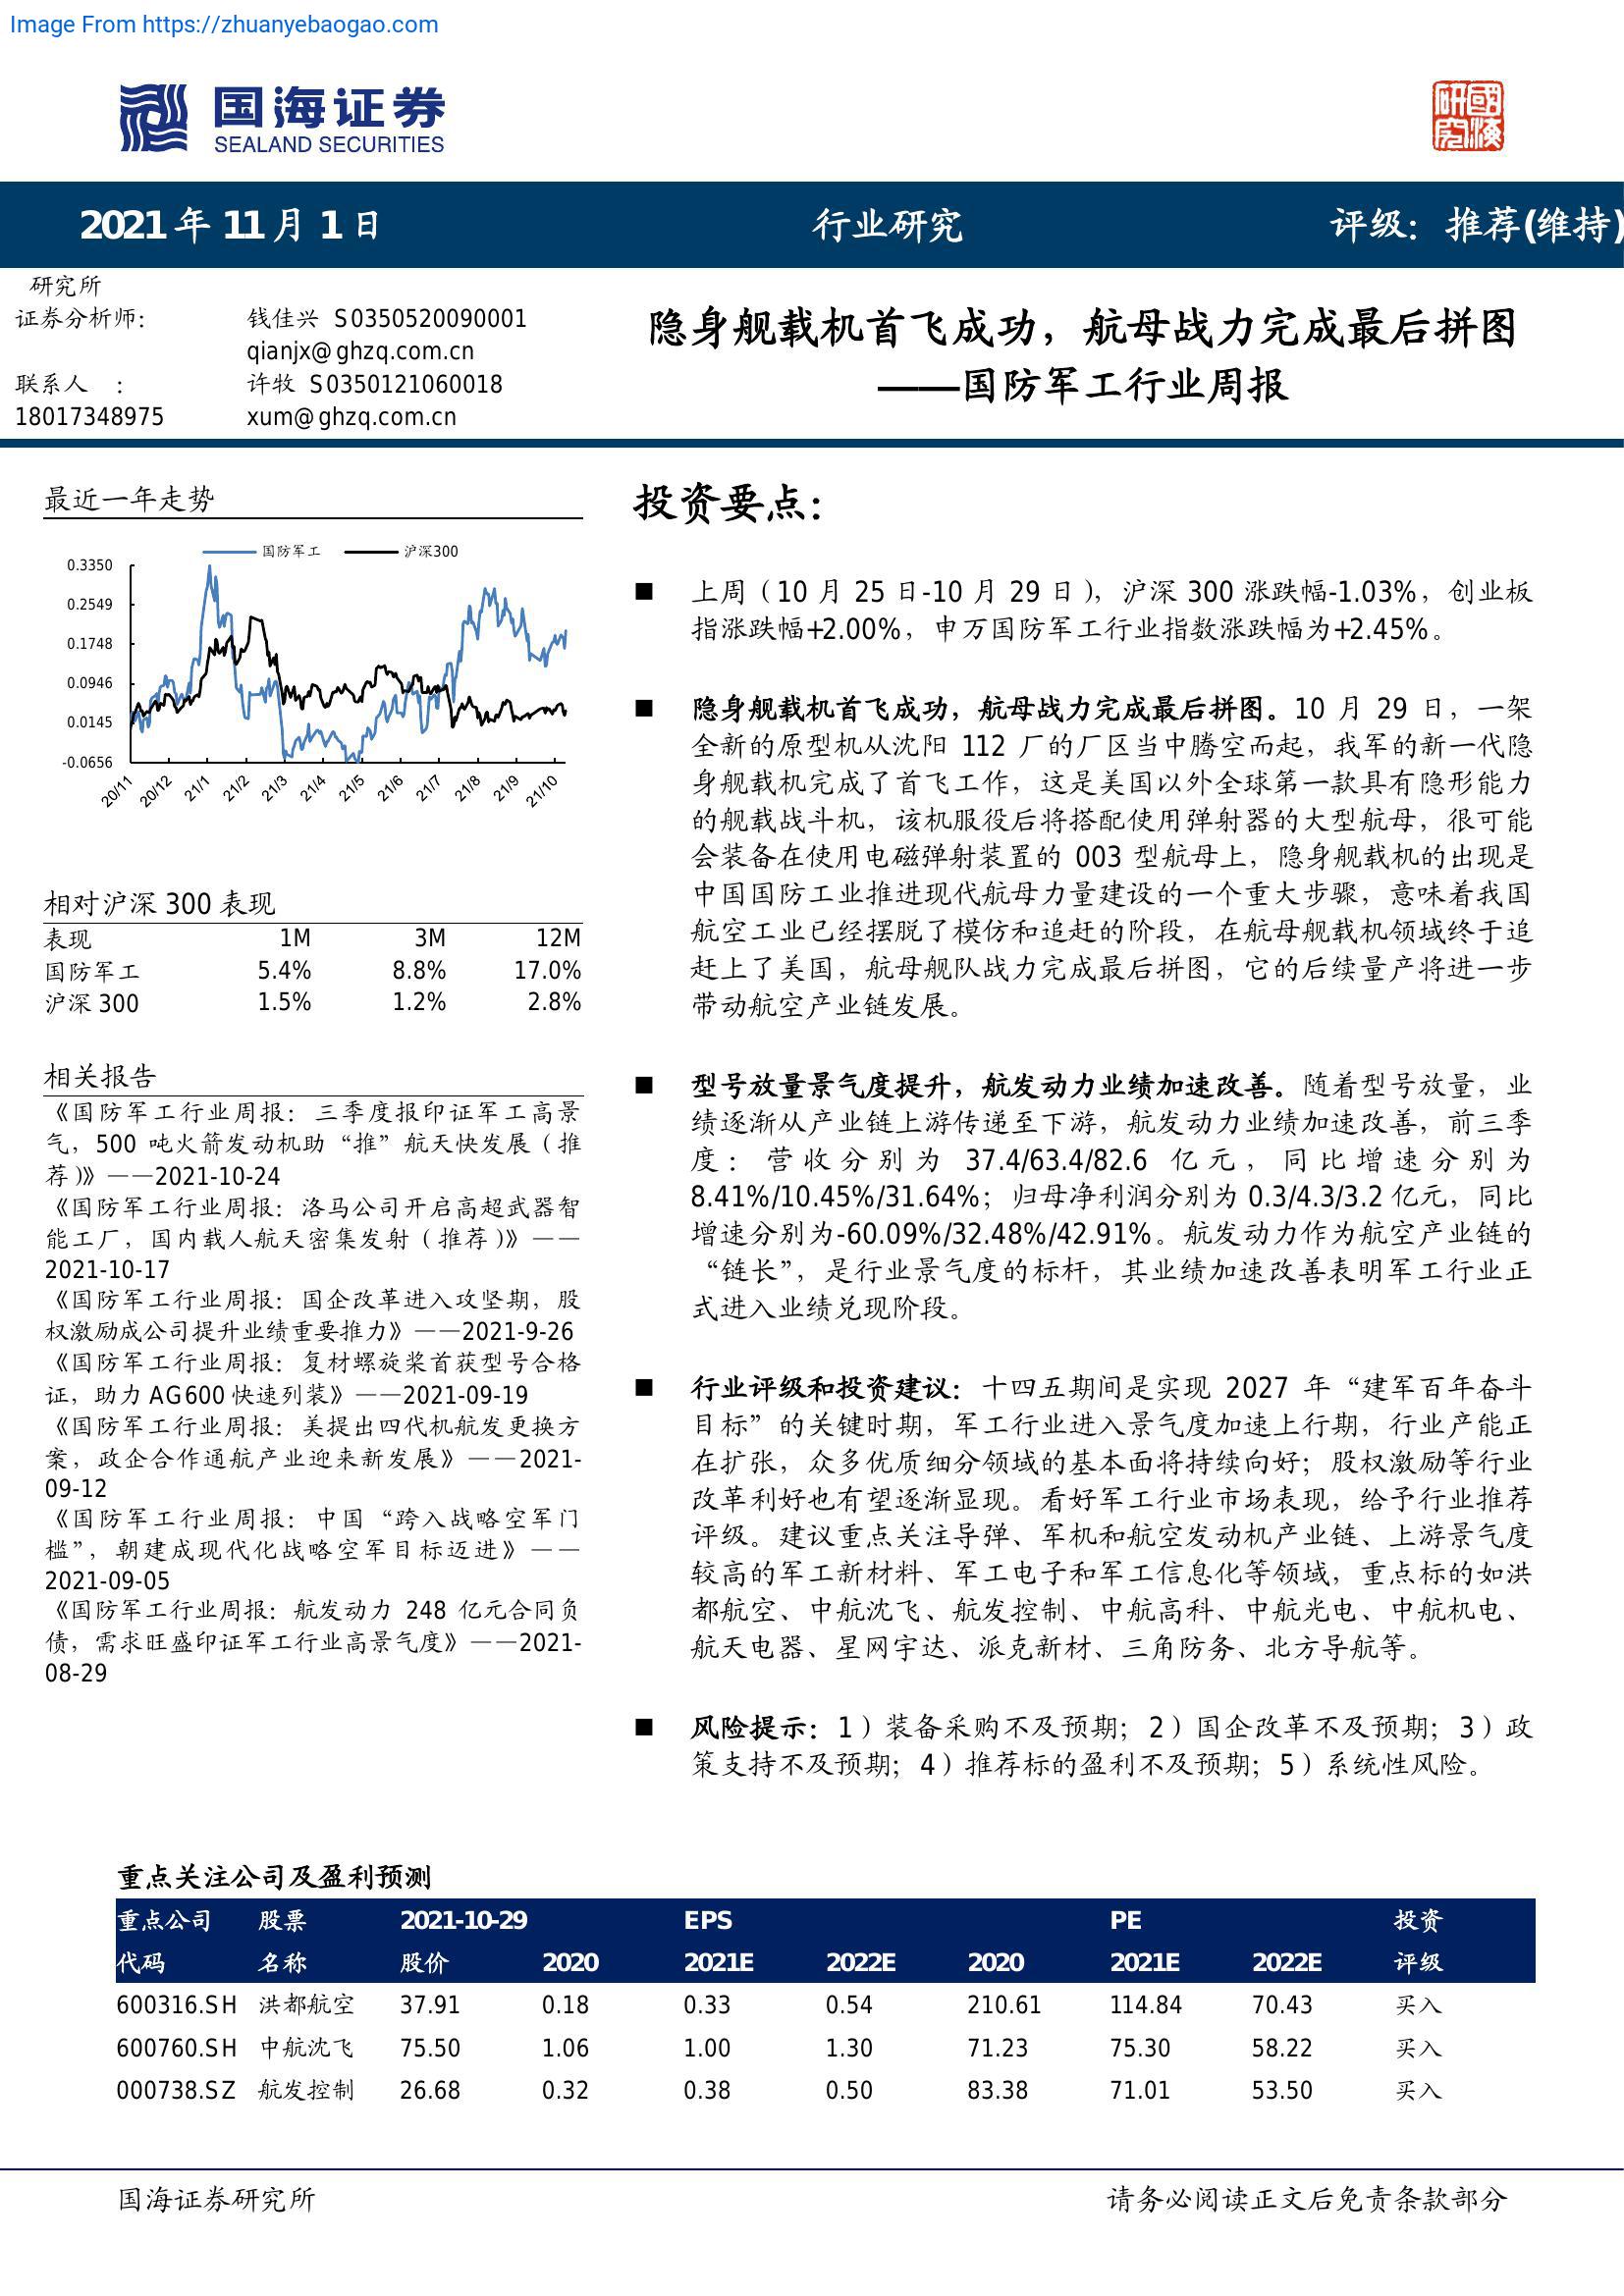 Image From https://zhuanyebaogao.com
国海证券
SEALAND SECURITIES
研國
究海
2021 年 11 月 1 日
行业研究
评级：推荐(维持)
研究所
证券分析师：
钱佳兴 S0350520090001
qianjx@ghzq.com.cn
联系人 ：
许牧 S0350121060018
18017348975
xum@ghzq.com.cn
隐身舰载机首飞成功，航母战力完成最后拼图
——国防军工行业周报
最近一年走势
国防军工 沪深300
0.3350
0.2549
0.1748
0.0946
0.0145
-0.0656
20/11 20/12 21/1 21/2 21/3 21/4 21/5 21/6 21/7 21/8 21/9 21/10
相对沪深 300 表现
表现 1M 3M 12M
国防军工 5.4% 8.8% 17.0%
沪深 300 1.5% 1.2% 2.8%
相关报告
《国防军工行业周报：三季度报印证军工高景
气，500 吨火箭发动机助“推”航天快发展（推
荐）》——2021-10-24
《国防军工行业周报：洛马公司开启高超武器智
能工厂，国内载人航天密集发射（推荐）》——
2021-10-17
《国防军工行业周报：国企改革进入攻坚期，股
权激励成公司提升业绩重要推力》——2021-9-26
《国防军工行业周报：复材螺旋桨首获型号合格
证，助力 AG600 快速列装》——2021-09-19
《国防军工行业周报：美提出四代机航发更换方
案，政企合作通航产业迎来新发展》——2021-
09-12
《国防军工行业周报：中国“跨入战略空军门
槛”，朝建成现代化战略空军目标迈进》——
2021-09-05
《国防军工行业周报：航发动力 248 亿元合同负
债，需求旺盛印证军工行业高景气度》——2021-
08-29
投资要点：
■ 上周（10 月 25 日-10 月 29 日），沪深 300 涨跌幅-1.03%，创业板
指涨跌幅+2.00%，申万国防军工行业指数涨跌幅为+2.45%。
■ 隐身舰载机首飞成功，航母战力完成最后拼图。10 月 29 日，一架
全新的原型机从沈阳 112 厂的厂区当中腾空而起，我军的新一代隐
身舰载机完成了首飞工作，这是美国以外全球第一款具有隐形能力
的舰载战斗机，该机服役后将搭配使用弹射器的大型航母，很可能
会装备在使用电磁弹射装置的 003 型航母上，隐身舰载机的出现是
中国国防工业推进现代航母力量建设的一个重大步骤，意味着我国
航空工业已经摆脱了模仿和追赶的阶段，在航母舰载机领域终于追
赶上了美国，航母舰队战力完成最后拼图，它的后续量产将进一步
带动航空产业链发展。
■ 型号放量景气度提升，航发动力业绩加速改善。随着型号放量，业
绩逐渐从产业链上游传递至下游，航发动力业绩加速改善，前三季
度：营收分别为 37.4/63.4/82.6 亿元，同比增速分别为
8.41%/10.45%/31.64%；归母净利润分别为 0.3/4.3/3.2 亿元，同比
增速分别为-60.09%/32.48%/42.91%。航发动力作为航空产业链的
“链长”，是行业景气度的标杆，其业绩加速改善表明军工行业正
式进入业绩兑现阶段。
■ 行业评级和投资建议：十四五期间是实现 2027 年“建军百年奋斗
目标”的关键时期，军工行业进入景气度加速上行期，行业产能正
在扩张，众多优质细分领域的基本面将持续向好；股权激励等行业
改革利好也有望逐渐显现。看好军工行业市场表现，给予行业推荐
评级。建议重点关注导弹、军机和航空发动机产业链、上游景气度
较高的军工新材料、军工电子和军工信息化等领域，重点标的如洪
都航空、中航沈飞、航发控制、中航高科、中航光电、中航机电、
航天电器、星网宇达、派克新材、三角防务、北方导航等。
■ 风险提示：1）装备采购不及预期；2）国企改革不及预期；3）政
策支持不及预期；4）推荐标的盈利不及预期；5）系统性风险。
重点关注公司及盈利预测
重点公司 股票 2021-10-29 EPS PE 投资
代码 名称 股价 2020 2021E 2022E 2020 2021E 2022E 评级
600316.SH 洪都航空 37.91 0.18 0.33 0.54 210.61 114.84 70.43 买入
600760.SH 中航沈飞 75.50 1.06 1.00 1.30 71.23 75.30 58.22 买入
000738.SZ 航发控制 26.68 0.32 0.38 0.50 83.38 71.01 53.50 买入
国海证券研究所
请务必阅读正文后免责条款部分